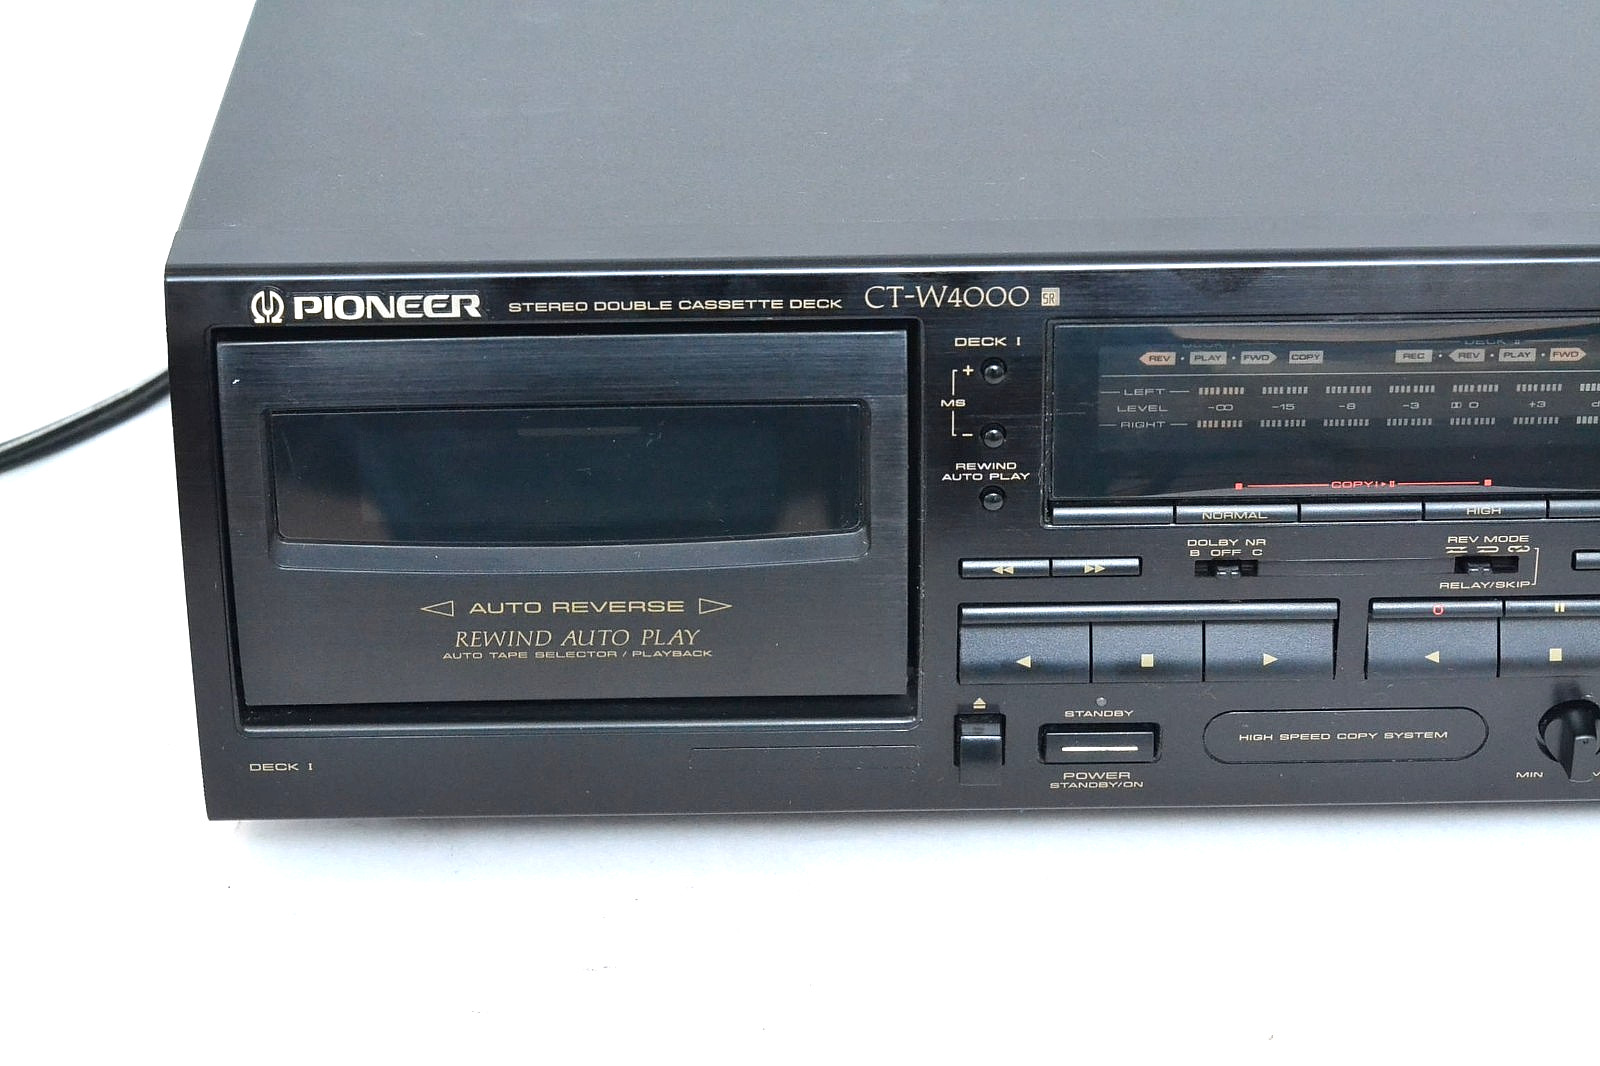 PIONEER STEREO DOUBLE CASSETTE DECK CT-W4000 SR
DECK I
+
MS
-
REWIND
AUTO PLAY
REV PLAY FWD COPY REC REV PLAY FWD
LEFT
LEVEL -∞ -15 -8 -3 0 +3
RIGHT
COPY I ▸ II
NORMAL HIGH
DOLBY NR
B OFF C
REV MODE
RELAY/SKIP
AUTO REVERSE
REWIND AUTO PLAY
AUTO TAPE SELECTOR / PLAYBACK
STANDBY
POWER
STANDBY/ON
HIGH SPEED COPY SYSTEM
MIN
DECK I